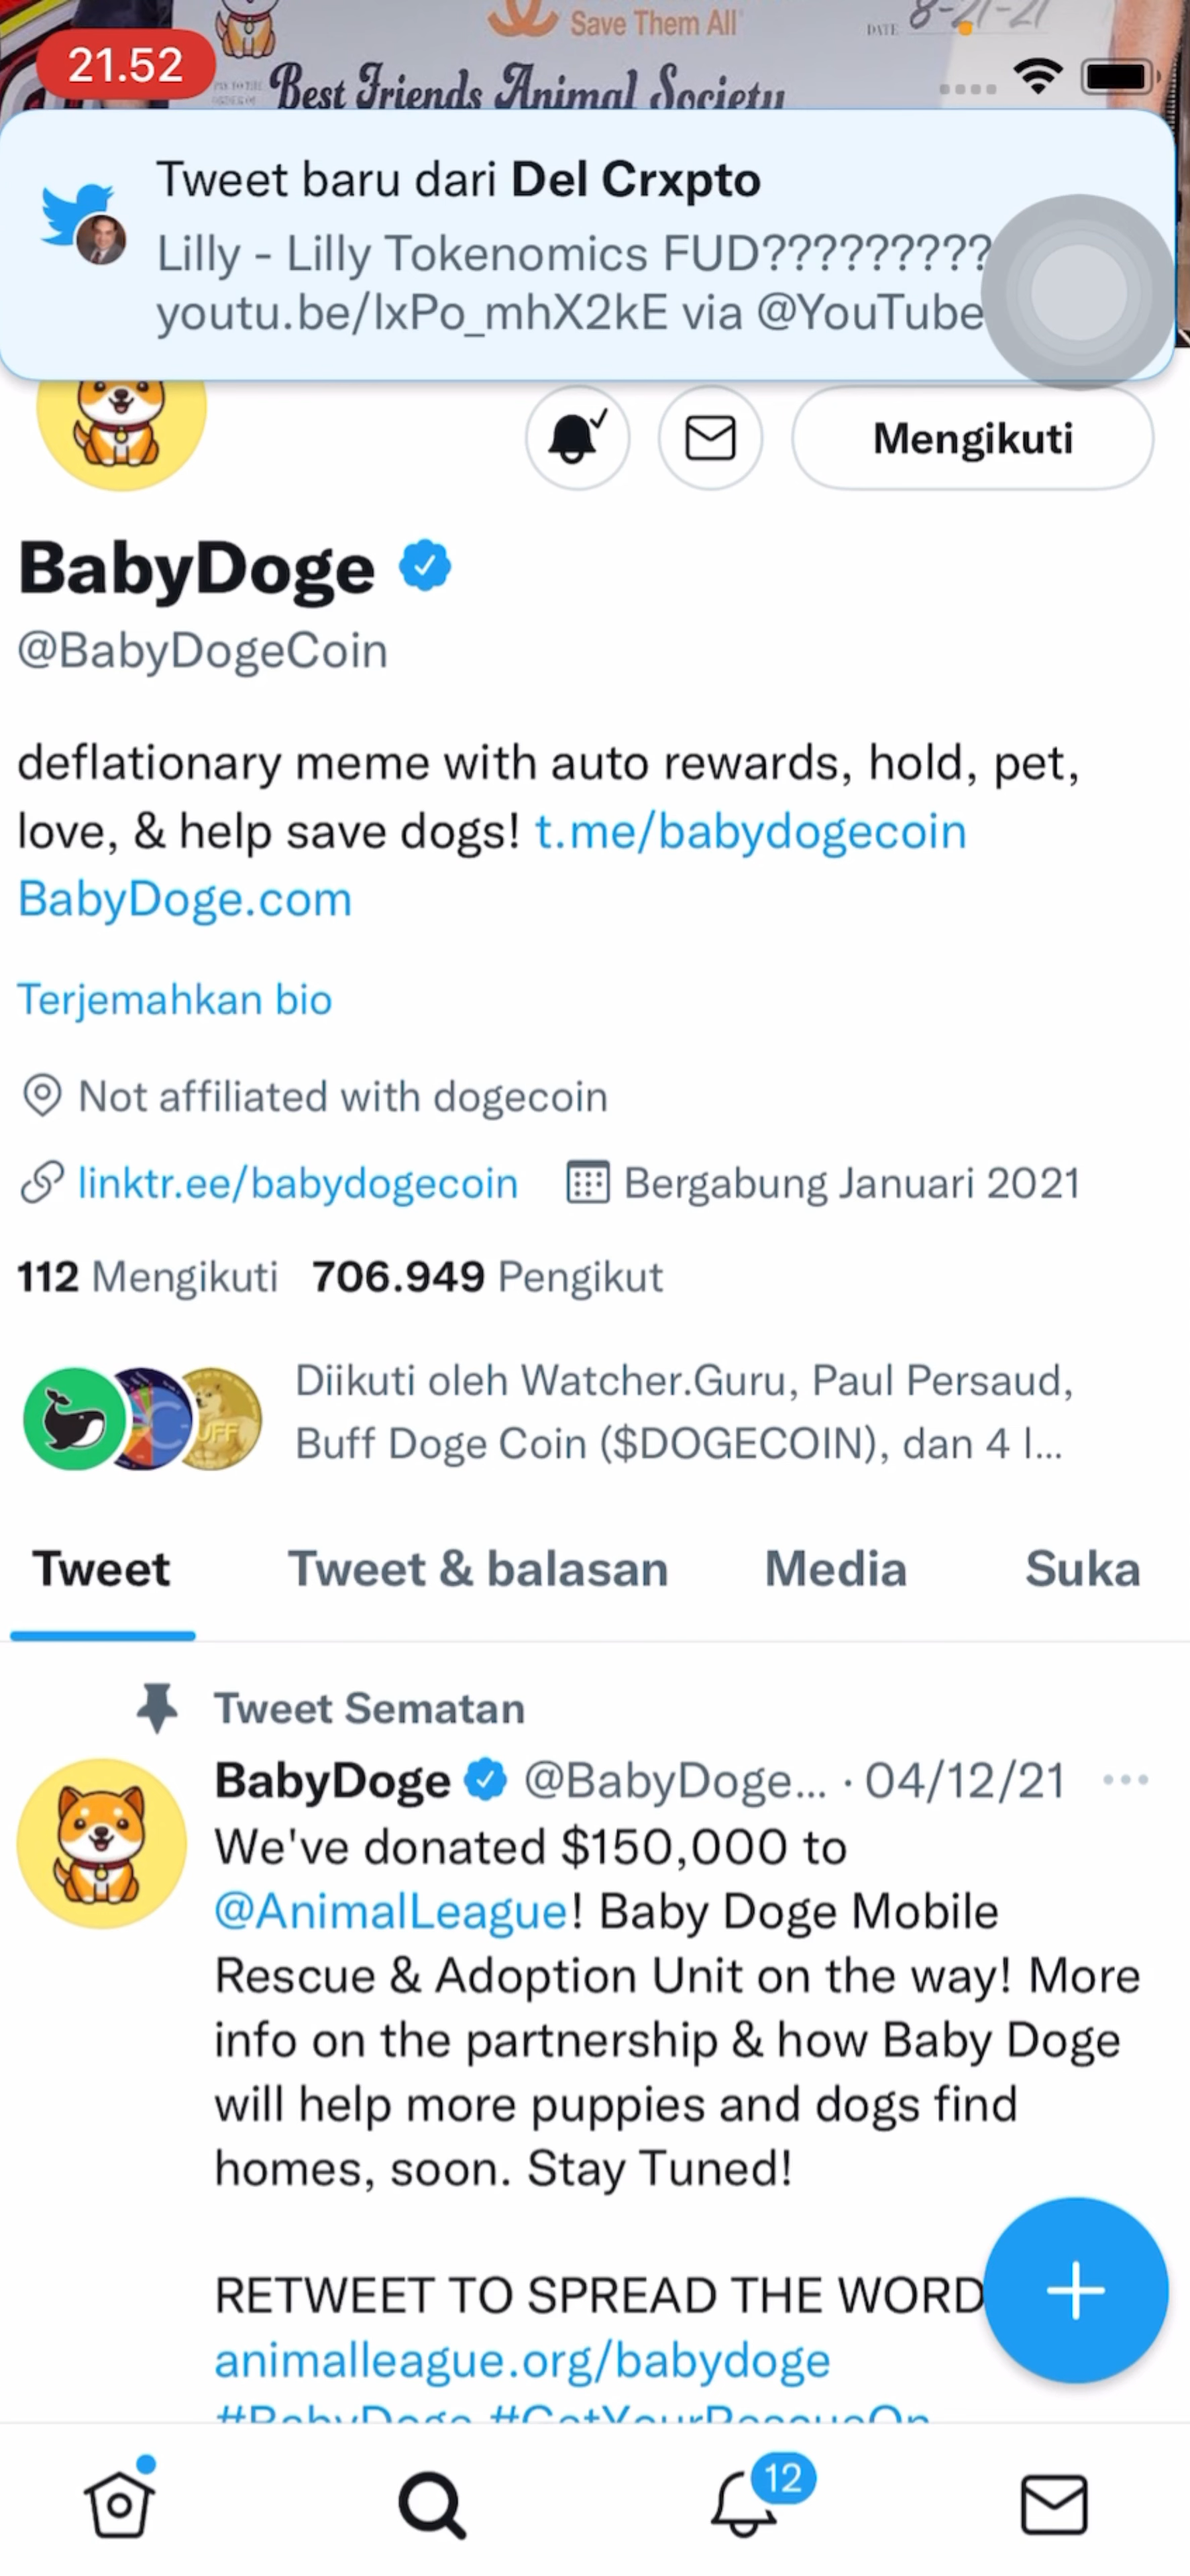 Save Them All
DATE 8-21-21
21.52
Best Friends Animal Society
Tweet baru dari Del Crxpto
Lilly - Lilly Tokenomics FUD?????????
youtu.be/lxPo_mhX2kE via @YouTube
Mengikuti
BabyDoge
@BabyDogeCoin
deflationary meme with auto rewards, hold, pet,
love, & help save dogs! t.me/babydogecoin
BabyDoge.com
Terjemahkan bio
Not affiliated with dogecoin
linktr.ee/babydogecoin Bergabung Januari 2021
112 Mengikuti 706.949 Pengikut
Diikuti oleh Watcher.Guru, Paul Persaud,
Buff Doge Coin ($DOGECOIN), dan 4 l...
Tweet Tweet & balasan Media Suka
Tweet Sematan
BabyDoge @BabyDoge... · 04/12/21
We've donated $150,000 to
@AnimalLeague! Baby Doge Mobile
Rescue & Adoption Unit on the way! More
info on the partnership & how Baby Doge
will help more puppies and dogs find
homes, soon. Stay Tuned!
RETWEET TO SPREAD THE WORD
animalleague.org/babydoge
#BabyDoge #GetYourRescueOn
12